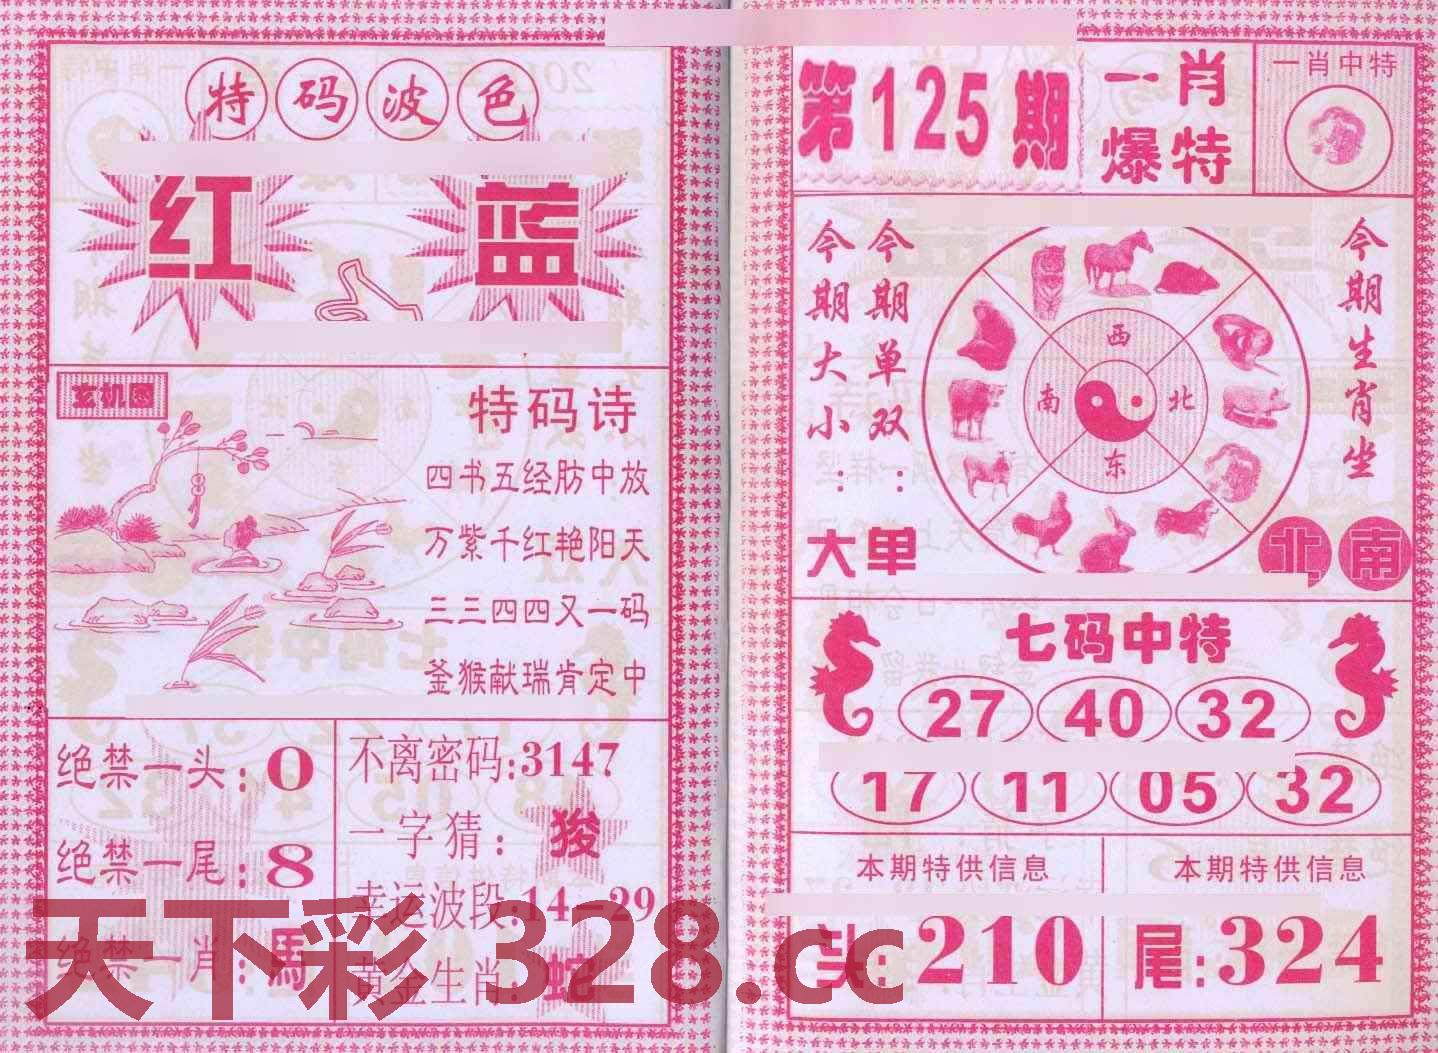 特码波色
红 蓝
玄机图
特码诗
四书五经肪中放
万紫千红艳阳天
三三四四又一码
釜猴献瑞肯定中
绝禁一头:0
绝禁一尾:8
绝禁一肖:馬
不离密码:3147
一字猜:狻
幸运波段:14--29
黄金生肖:蛇
第125期
一肖
爆特
一肖中特
今期大小:大
今期单双:单
西
南 北
东
今期生肖坐
北 南
七码中特
27 40 32
17 11 05 32
本期特供信息
头:210
本期特供信息
尾:324
天下彩 328.cc